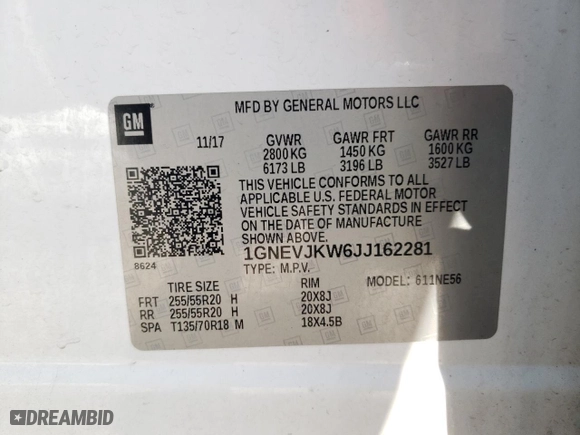 GM
MFD BY GENERAL MOTORS LLC
11/17 GVWR GAWR FRT GAWR RR
2800 KG 1450 KG 1600 KG
6173 LB 3196 LB 3527 LB
THIS VEHICLE CONFORMS TO ALL
APPLICABLE U.S. FEDERAL MOTOR
VEHICLE SAFETY STANDARDS IN EFFECT
ON THE DATE OF MANUFACTURE
SHOWN ABOVE.
1GNEVJKW6JJ162281
8624
TYPE: M.P.V. MODEL: 611NE56
TIRE SIZE RIM
FRT 255/55R20 H 20X8J
RR 255/55R20 H 20X8J
SPA T135/70R18 M 18X4.5B
DREAMBID